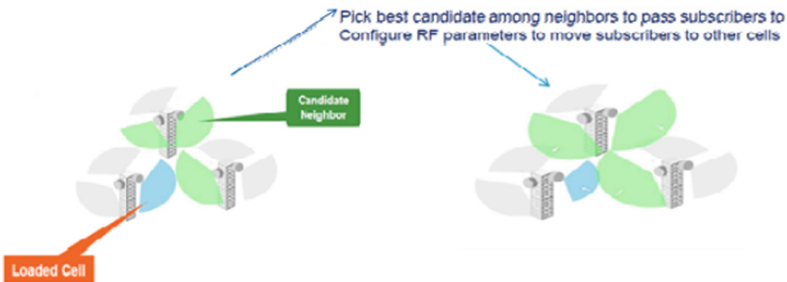 Pick best candidate among neighbors to pass subscribers to
Configure RF parameters to move subscribers to other cells
Candidate
Neighbor
Loaded Cell